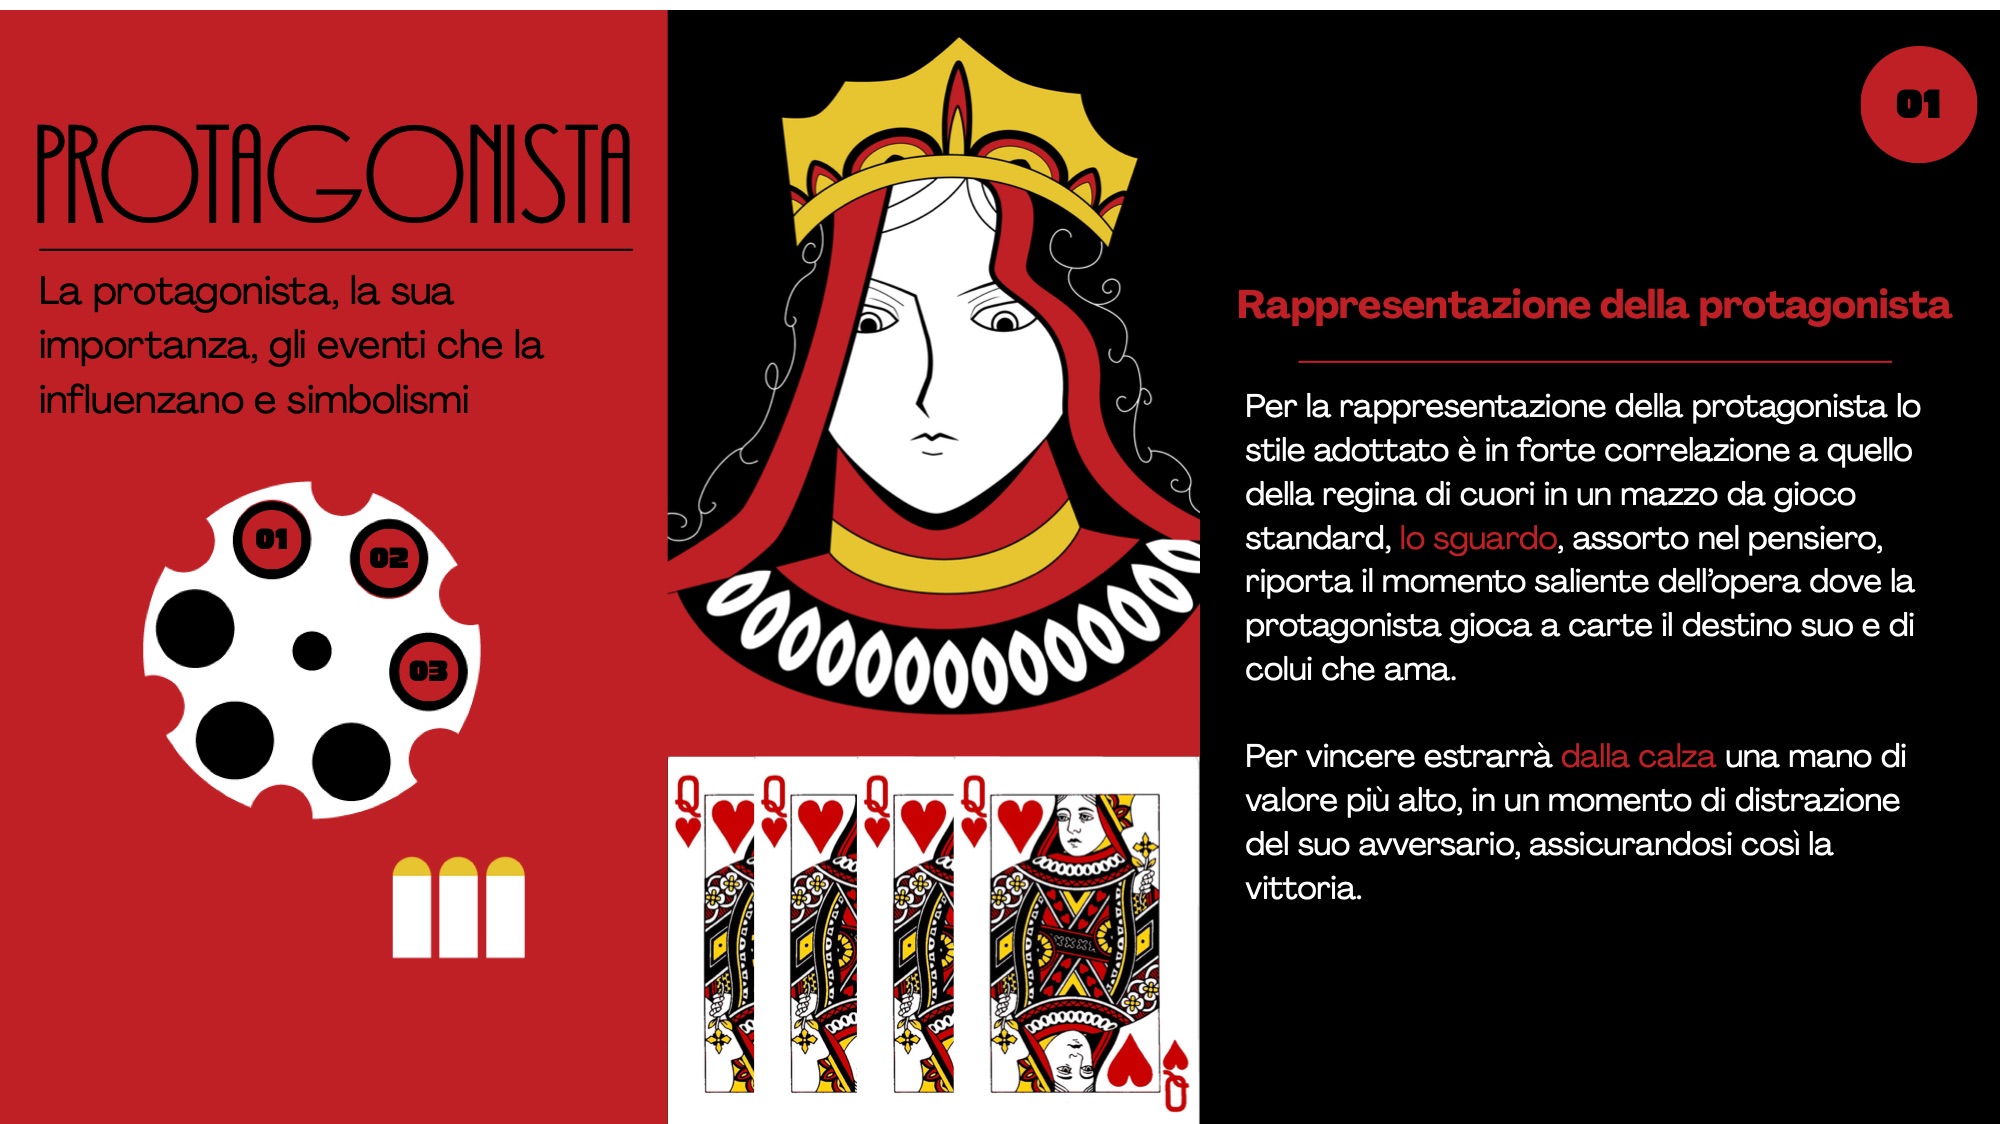 PROTAGONISTA
La protagonista, la sua
importanza, gli eventi che la
influenzano e simbolismi
01
02
03
Q
Q
Q
Q
Q
01
Rappresentazione della protagonista
Per la rappresentazione della protagonista lo
stile adottato è in forte correlazione a quello
della regina di cuori in un mazzo da gioco
standard, lo sguardo, assorto nel pensiero,
riporta il momento saliente dell’opera dove la
protagonista gioca a carte il destino suo e di
colui che ama.
Per vincere estrarrà dalla calza una mano di
valore più alto, in un momento di distrazione
del suo avversario, assicurandosi così la
vittoria.